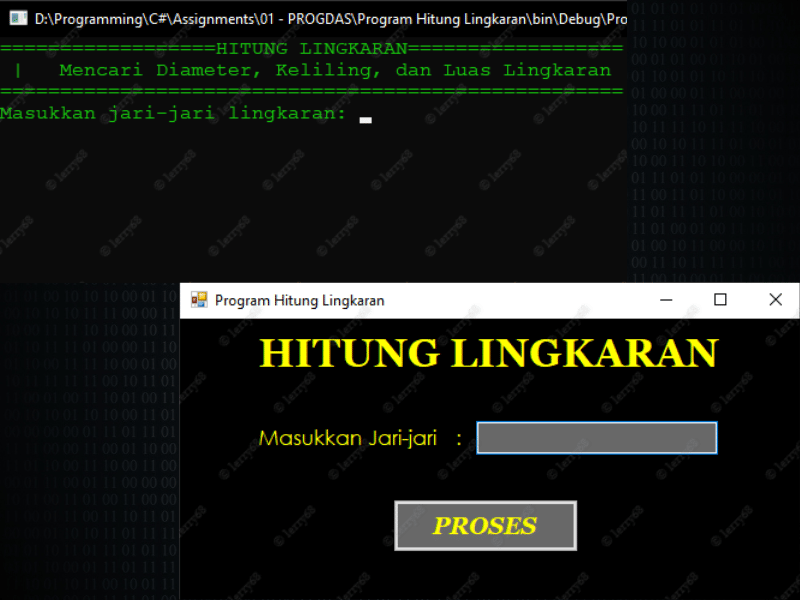 D:\Programming\C#\Assignments\01 - PROGDAS\Program Hitung Lingkaran\bin\Debug\Pro
==================HITUNG LINGKARAN==================
|   Mencari Diameter, Keliling, dan Luas Lingkaran
====================================================
Masukkan jari-jari lingkaran:
Program Hitung Lingkaran
HITUNG LINGKARAN
Masukkan Jari-jari :
PROSES
© lerry68